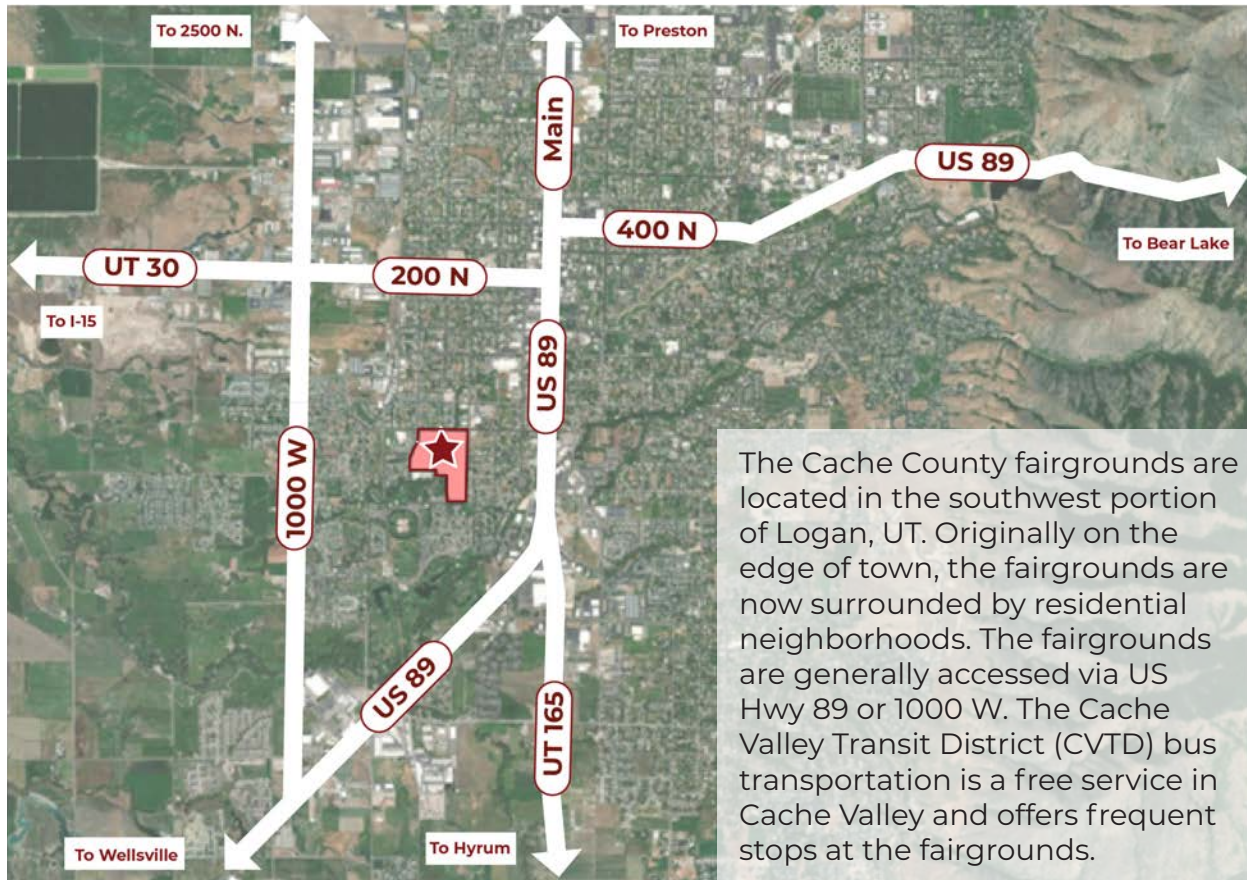 To 2500 N.
To Preston
Main
US 89
400 N
To Bear Lake
UT 30
200 N
To I-15
US 89
1000 W
The Cache County fairgrounds are
located in the southwest portion
of Logan, UT. Originally on the
edge of town, the fairgrounds are
now surrounded by residential
neighborhoods. The fairgrounds
are generally accessed via US
Hwy 89 or 1000 W. The Cache
Valley Transit District (CVTD) bus
transportation is a free service in
Cache Valley and offers frequent
stops at the fairgrounds.
US 89
UT 165
To Wellsville
To Hyrum